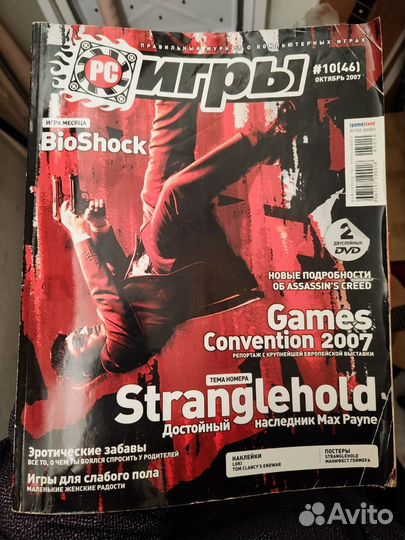 ПРАВИЛЬНЫЙ ЖУРНАЛ О КОМПЬЮТЕРНЫХ ИГРАХ
PC ИГРЫ
#10(46)
ОКТЯБРЬ 2007
(game)land
ИГРА МЕСЯЦА
BioShock
2
ДВУСЛОЙНЫХ
DVD
НОВЫЕ ПОДРОБНОСТИ
ОБ ASSASSIN'S CREED
Games
Convention 2007
РЕПОРТАЖ С КРУПНЕЙШЕЙ ЕВРОПЕЙСКОЙ ВЫСТАВКИ
ТЕМА НОМЕРА
Stranglehold
Достойный наследник Max Payne
Эротические забавы
ВСЕ ТО, О ЧЕМ ТЫ БОЯЛСЯ СПРОСИТЬ У РОДИТЕЛЕЙ
Игры для слабого пола
МАЛЕНЬКИЕ ЖЕНСКИЕ РАДОСТИ
НАКЛЕЙКИ
LOKI
TOM CLANCY'S ENDWAR
ПОСТЕРЫ
STRANGLEHOLD
МАНИФЕСТ ГЕЙМЕРА
Avito